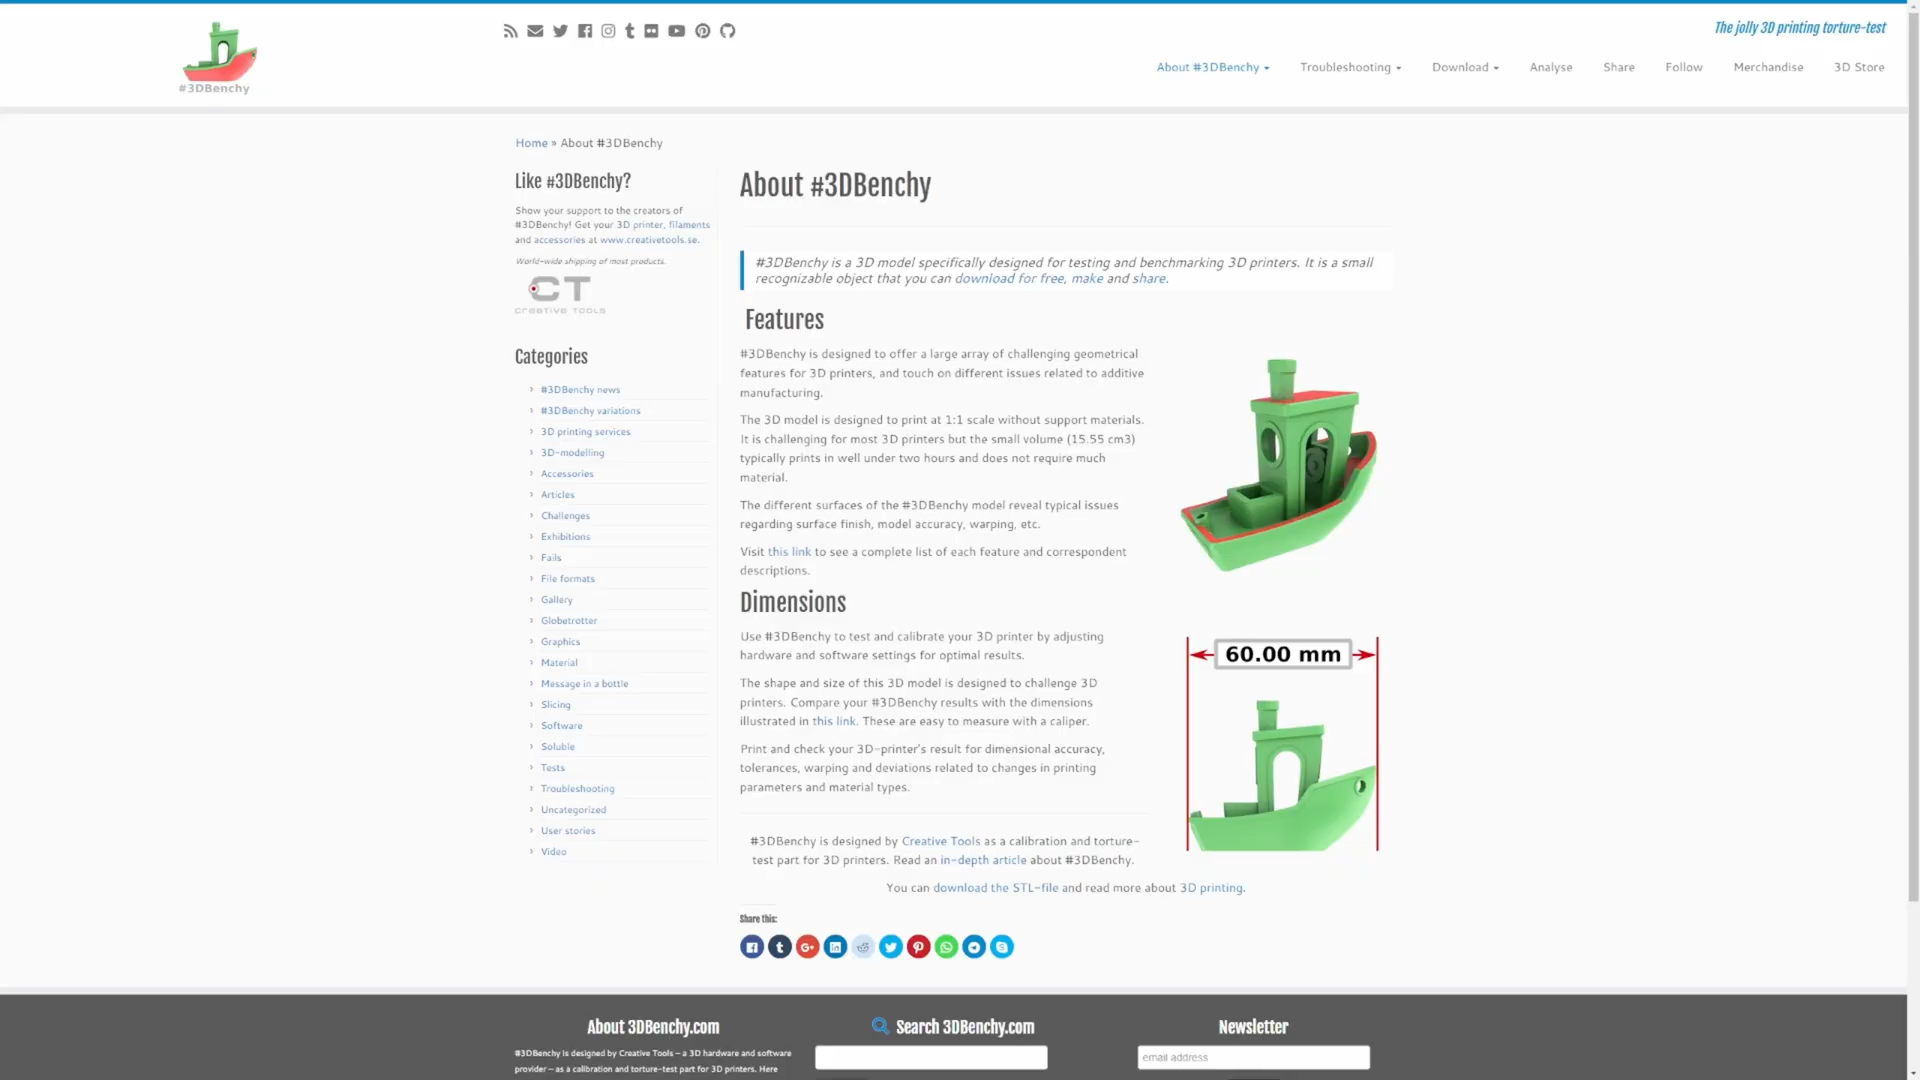 #3DBenchy
The jolly 3D printing torture-test
About #3DBenchy
Troubleshooting
Download
Analyse
Share
Follow
Merchandise
3D Store
Home » About #3DBenchy
Like #3DBenchy?
Show your support to the creators of
#3DBenchy! Get your 3D printer, filaments
and accessories at www.creativetools.se.
World-wide shipping of most products.
CT
CREATIVE TOOLS
Categories
#3DBenchy news
#3DBenchy variations
3D printing services
3D-modelling
Accessories
Articles
Challenges
Exhibitions
Fails
File formats
Gallery
Globetrotter
Graphics
Material
Message in a bottle
Slicing
Software
Soluble
Tests
Troubleshooting
Uncategorized
User stories
Video
About #3DBenchy
#3DBenchy is a 3D model specifically designed for testing and benchmarking 3D printers. It is a small
recognizable object that you can download for free, make and share.
Features
#3DBenchy is designed to offer a large array of challenging geometrical
features for 3D printers, and touch on different issues related to additive
manufacturing.
The 3D model is designed to print at 1:1 scale without support materials.
It is challenging for most 3D printers but the small volume (15.55 cm3)
typically prints in well under two hours and does not require much
material.
The different surfaces of the #3DBenchy model reveal typical issues
regarding surface finish, model accuracy, warping, etc.
Visit this link to see a complete list of each feature and correspondent
descriptions.
Dimensions
Use #3DBenchy to test and calibrate your 3D printer by adjusting
hardware and software settings for optimal results.
The shape and size of this 3D model is designed to challenge 3D
printers. Compare your #3DBenchy results with the dimensions
illustrated in this link. These are easy to measure with a caliper.
Print and check your 3D-printer's result for dimensional accuracy,
tolerances, warping and deviations related to changes in printing
parameters and material types.
60.00 mm
#3DBenchy is designed by Creative Tools as a calibration and torture-
test part for 3D printers. Read an in-depth article about #3DBenchy.
You can download the STL-file and read more about 3D printing.
Share this:
About 3DBenchy.com
#3DBenchy is designed by Creative Tools – a 3D hardware and software
provider – as a calibration and torture-test part for 3D printers. Here
Search 3DBenchy.com
Newsletter
email address